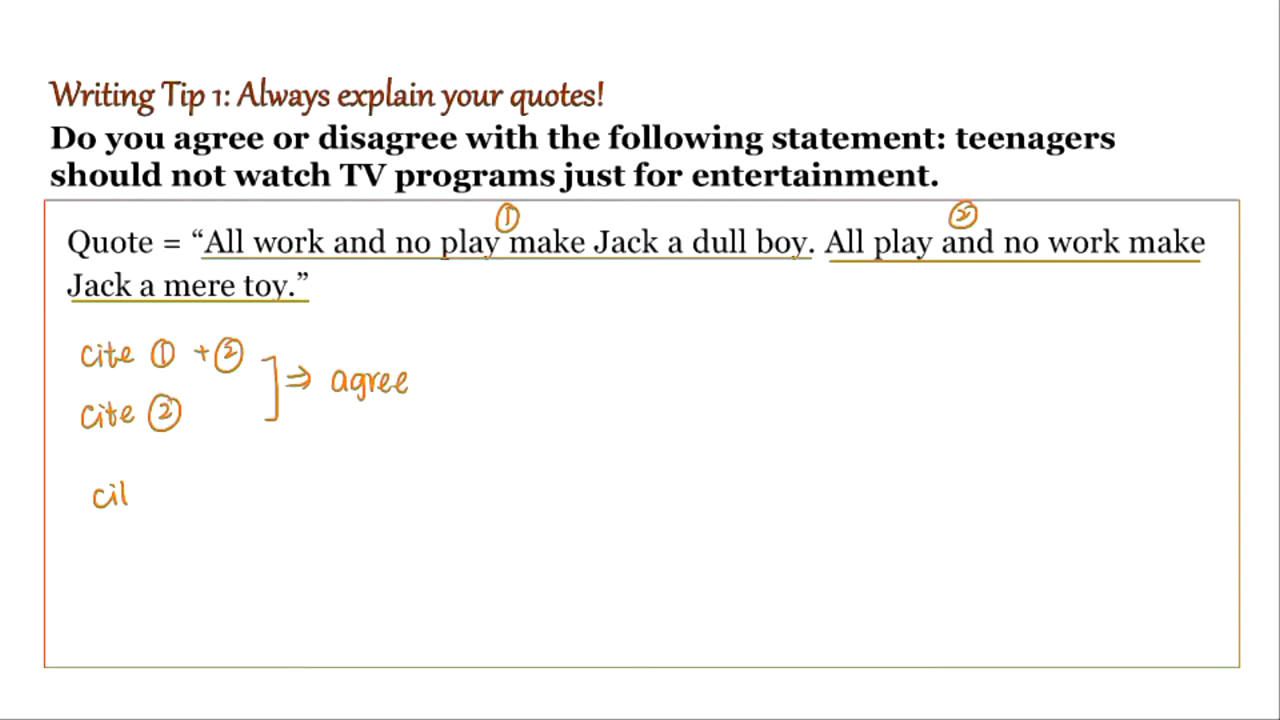 Writing Tip 1: Always explain your quotes!
Do you agree or disagree with the following statement: teenagers
should not watch TV programs just for entertainment.
① ②
Quote = “All work and no play make Jack a dull boy. All play and no work make
Jack a mere toy.”
cite ① + ②
⇒ agree
cite ②
cil